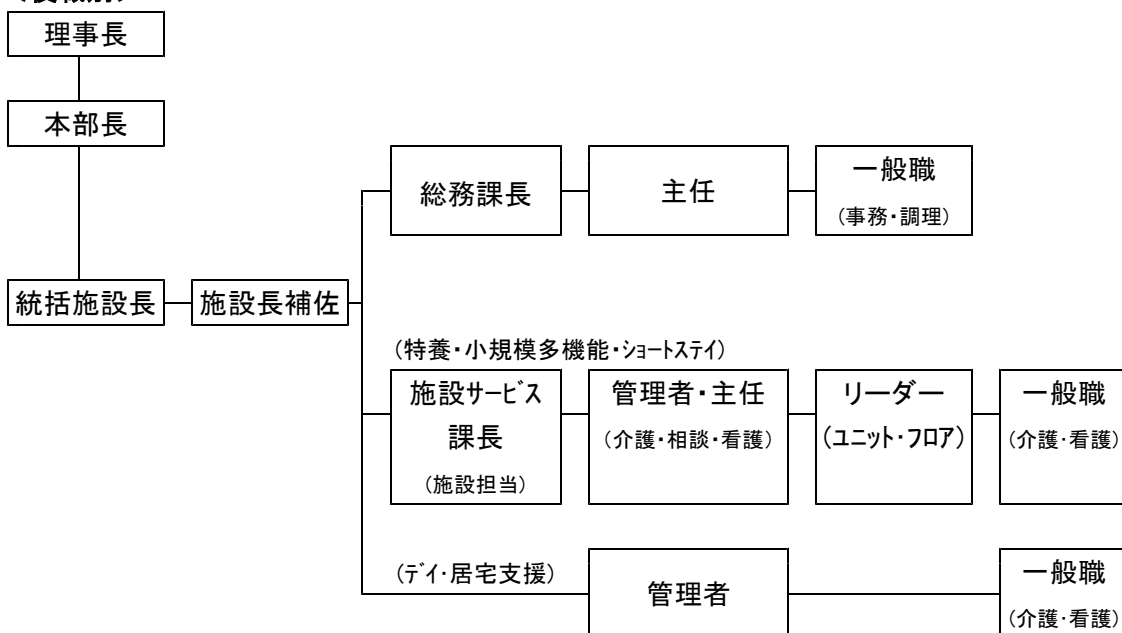 理事長
本部長
総務課長
主任
一般職
(事務・調理)
統括施設長
施設長補佐
(特養・小規模多機能・ｼｮｰﾄｽﾃｲ)
施設ｻｰﾋﾞｽ
課長
(施設担当)
管理者・主任
(介護・相談・看護)
リーダー
(ﾕﾆｯﾄ・ﾌﾛｱ)
一般職
(介護・看護)
(ﾃﾞｲ・居宅支援)
管理者
一般職
(介護・看護)